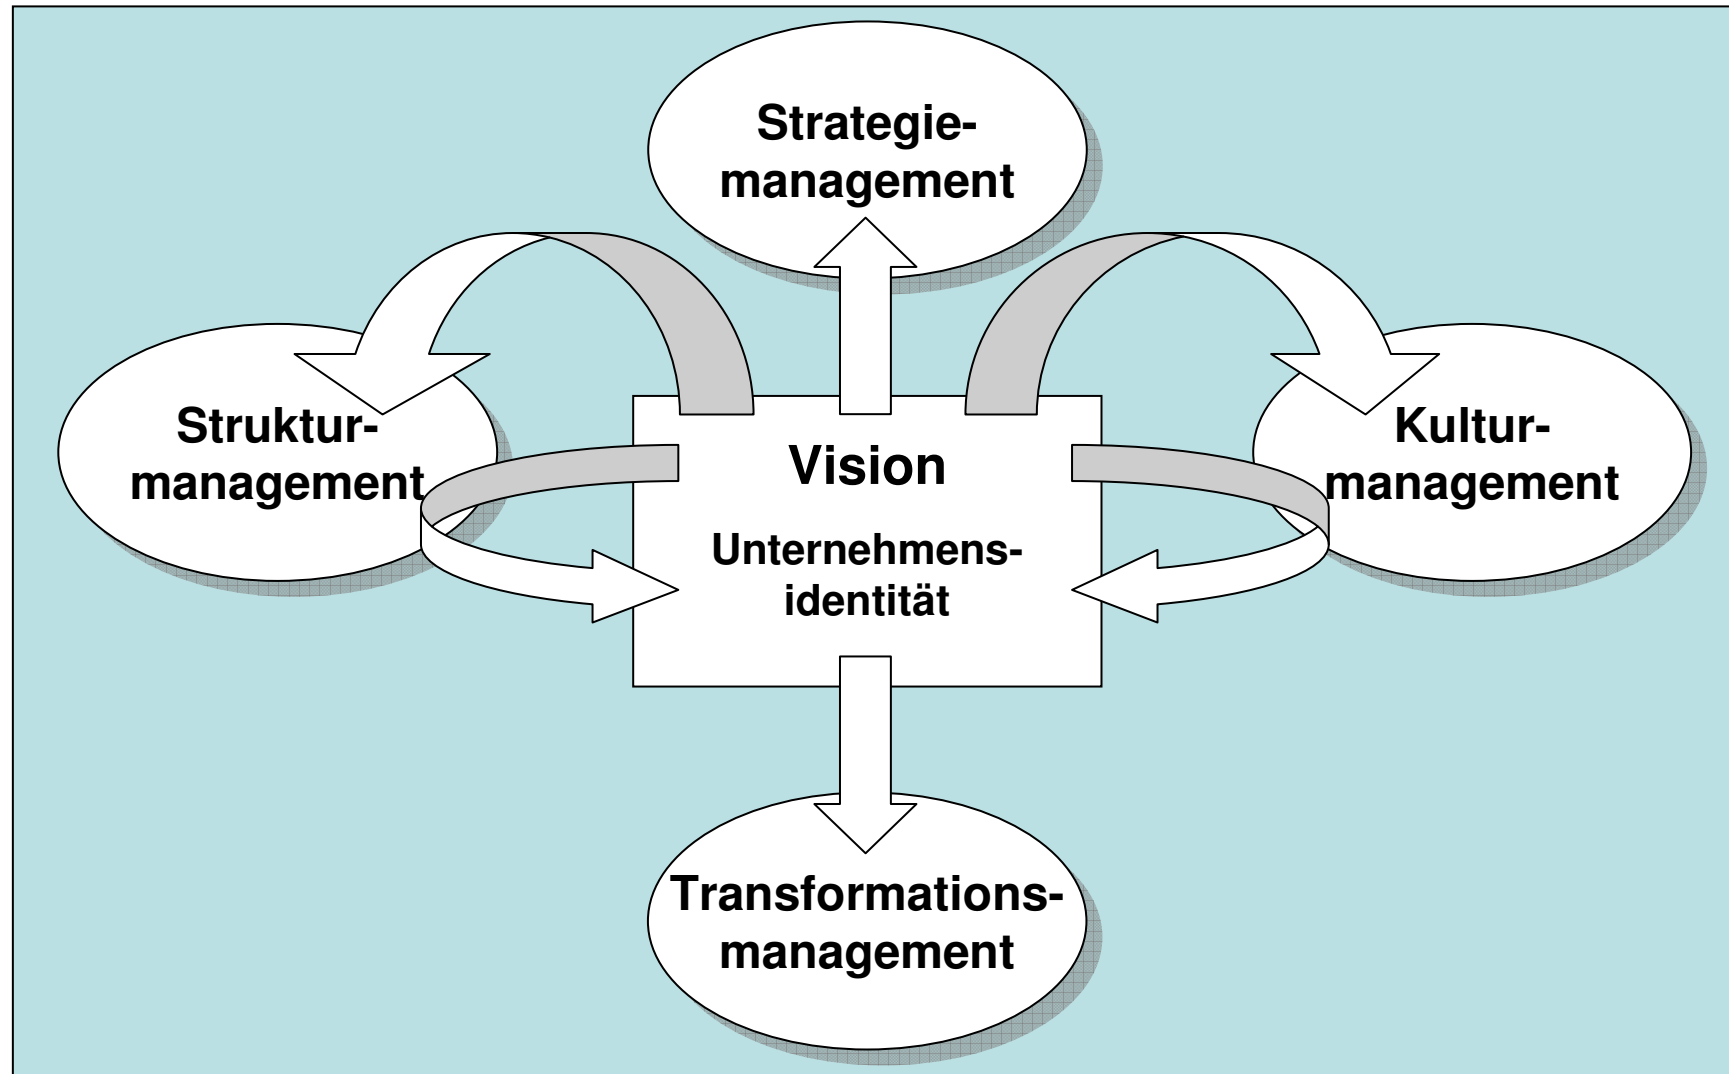 Strategie-
management
Struktur-
management
Vision
Unternehmens-
identität
Kultur-
management
Transformations-
management